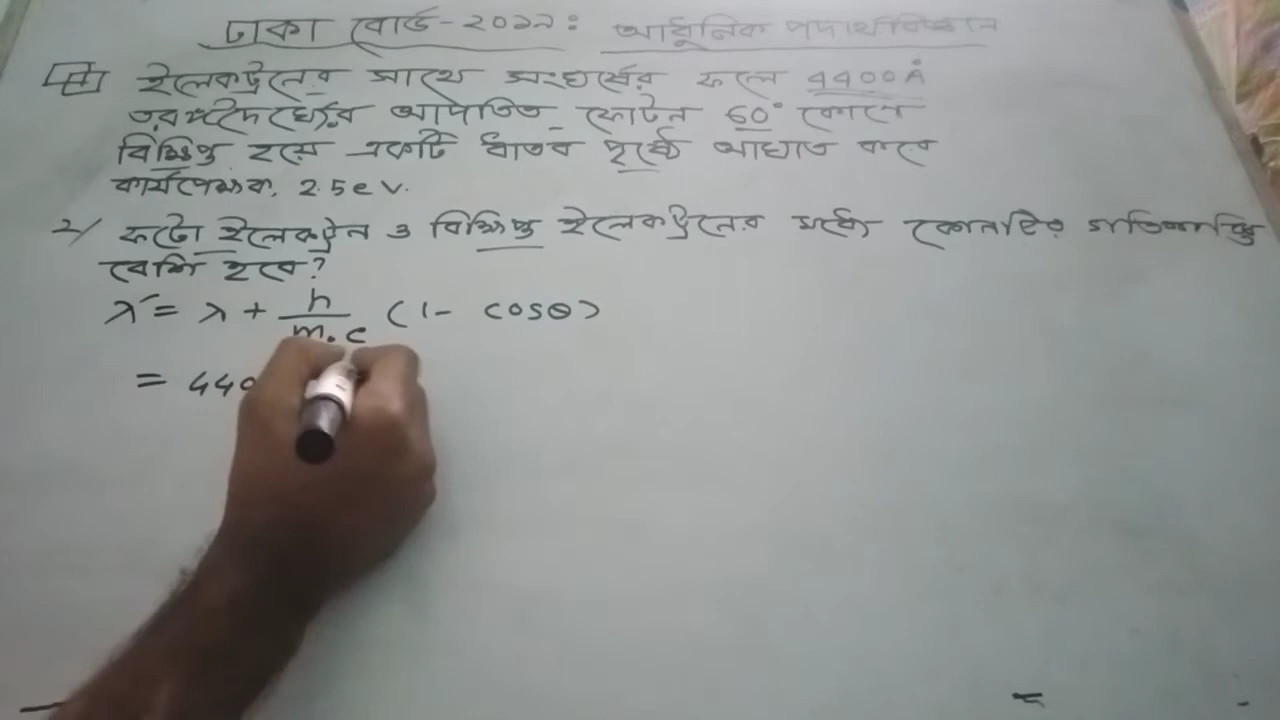 ঢাকা বোর্ড-২০১৯: আধুনিক পদার্থবিজ্ঞান
ইলেকট্রনের সাথে সংঘর্ষের ফলে 4400Å
তরঙ্গদৈর্ঘ্যের আপতিত ফোটন 60° কোণে
বিক্ষিপ্ত হয়ে একটি ধাতব পৃষ্ঠে আঘাত করে
কার্যাপেক্ষক, 2.5eV.
২/ ফটো ইলেকট্রন ও বিক্ষিপ্ত ইলেকট্রনের মধ্যে কোনটির গতিশক্তি
বেশি হবে?
λ′ = λ + h/m₀c (1 - cosθ)
= 440